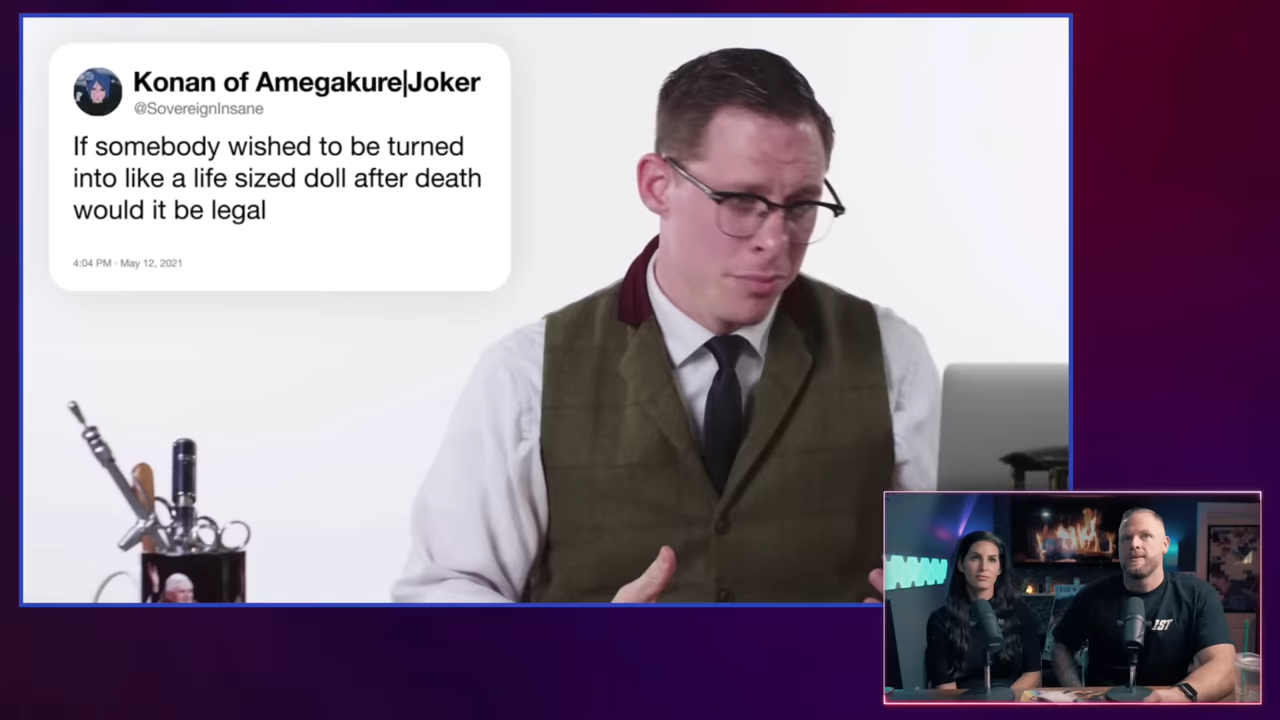 Konan of Amegakure|Joker
@SovereignInsane
If somebody wished to be turned
into like a life sized doll after death
would it be legal
4:04 PM · May 12, 2021
1ST